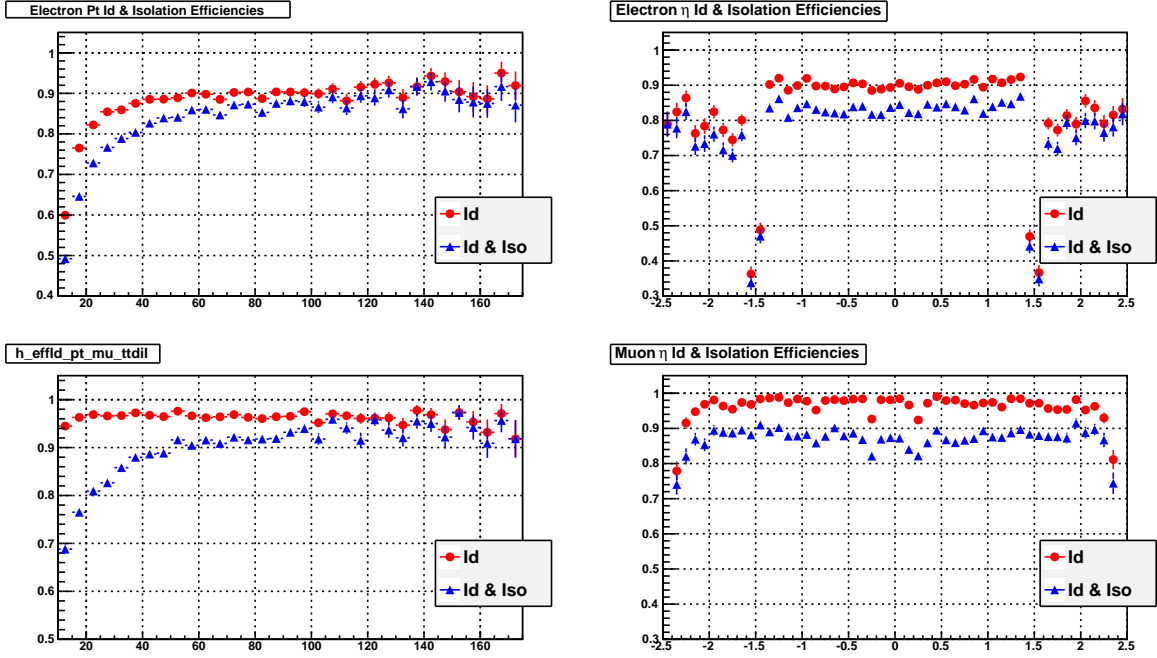 Electron Pt Id & Isolation Efficiencies
1
0.9
0.8
0.7
0.6
0.5
0.4
20 40 60 80 100 120 140 160
Id
Id & Iso
Electron η Id & Isolation Efficiencies
1
0.9
0.8
0.7
0.6
0.5
0.4
0.3
-2.5 -2 -1.5 -1 -0.5 0 0.5 1 1.5 2 2.5
Id
Id & Iso
h_effId_pt_mu_ttdil
1
0.9
0.8
0.7
0.6
0.5
20 40 60 80 100 120 140 160
Id
Id & Iso
Muon η Id & Isolation Efficiencies
1
0.9
0.8
0.7
0.6
0.5
0.4
0.3
-2.5 -2 -1.5 -1 -0.5 0 0.5 1 1.5 2 2.5
Id
Id & Iso